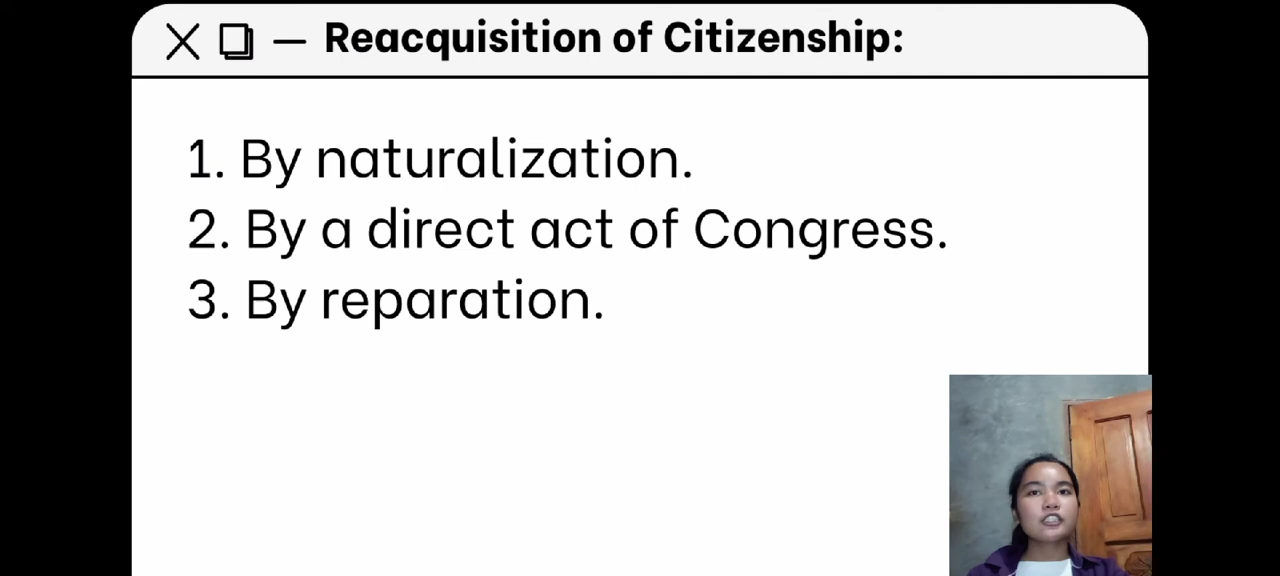 Reacquisition of Citizenship:
1. By naturalization.
2. By a direct act of Congress.
3. By reparation.